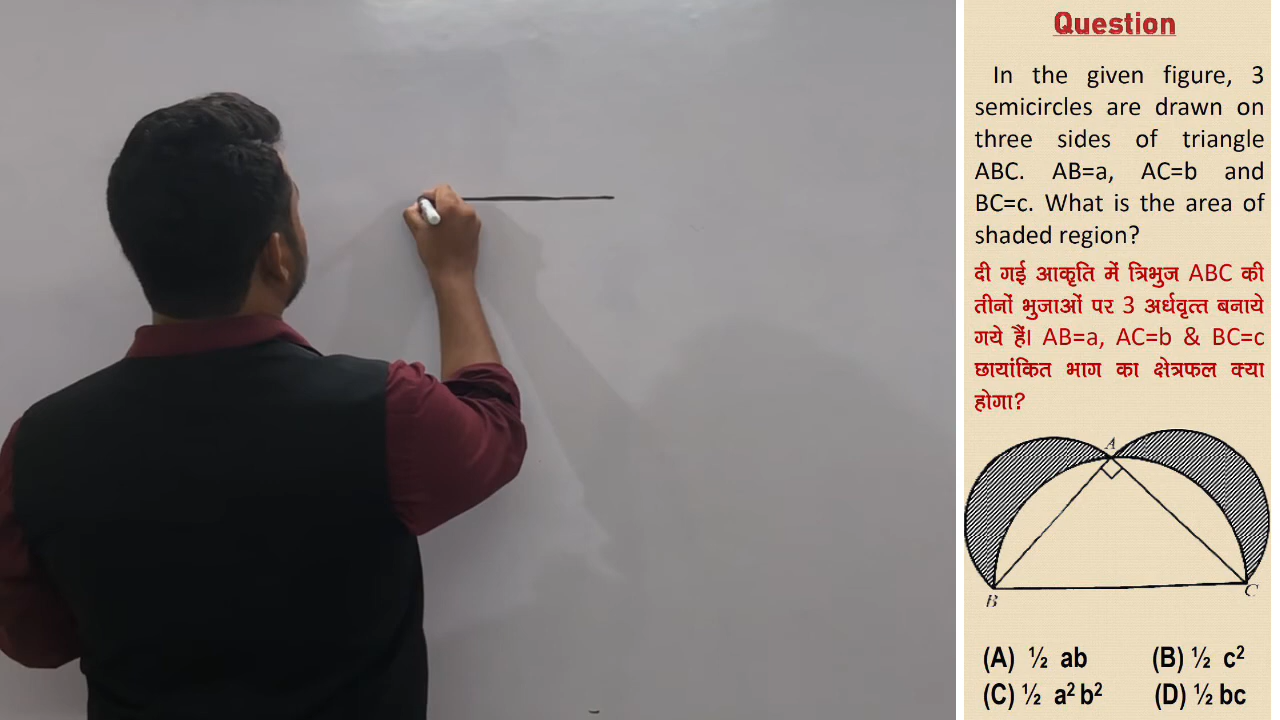 Question
In the given figure, 3
semicircles are drawn on
three sides of triangle
ABC. AB=a, AC=b and
BC=c. What is the area of
shaded region?
दी गई आकृति में त्रिभुज ABC की
तीनों भुजाओं पर 3 अर्धवृत्त बनाये
गये हैं। AB=a, AC=b & BC=c
छायांकित भाग का क्षेत्रफल क्या
होगा?
A
B C
(A) ½ ab (B) ½ c²
(C) ½ a² b² (D) ½ bc